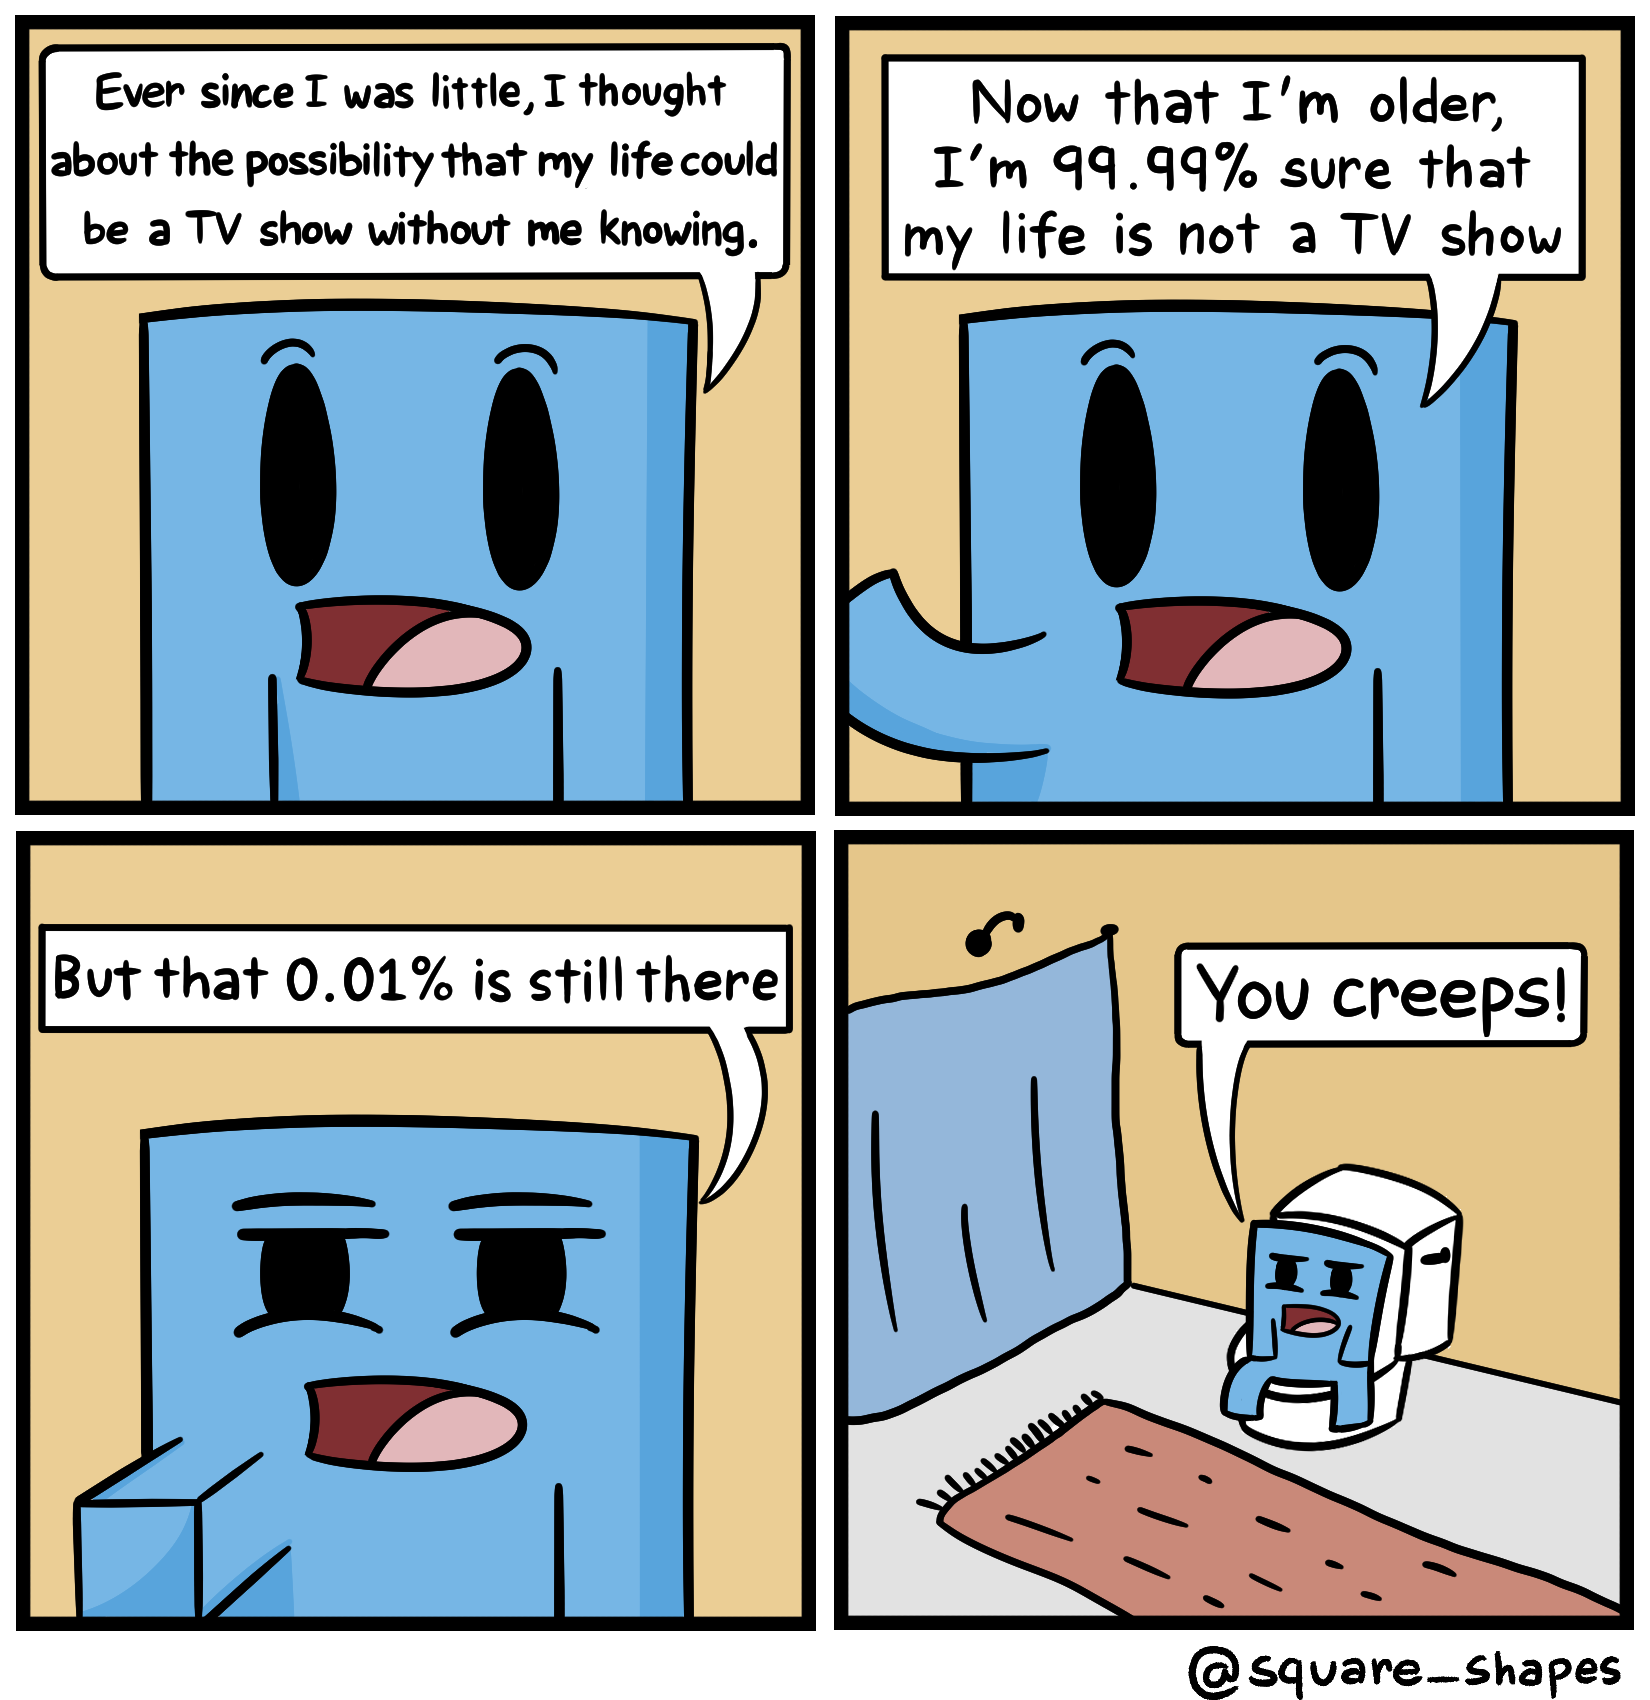 Ever since I was little, I thought
about the possibility that my life could
be a TV show without me knowing.
Now that I'm older,
I'm 99.99% sure that
my life is not a TV show
But that 0.01% is still there
You creeps!
@square_shapes